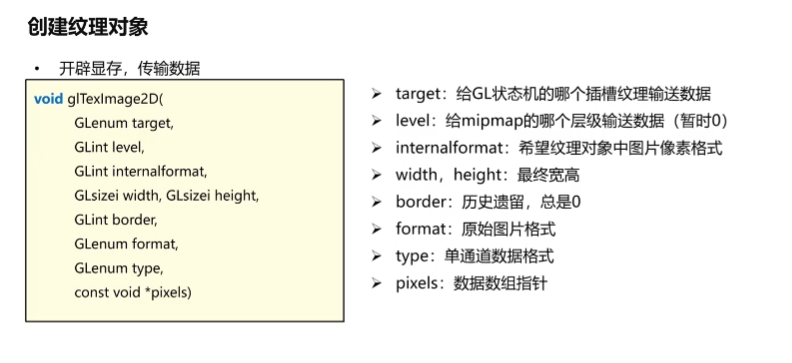 创建纹理对象
• 开辟显存，传输数据
void glTexImage2D(
GLenum target,
GLint level,
GLint internalformat,
GLsizei width, GLsizei height,
GLint border,
GLenum format,
GLenum type,
const void *pixels)
➢ target：给GL状态机的哪个插槽纹理输送数据
➢ level：给mipmap的哪个层级输送数据（暂时0）
➢ internalformat：希望纹理对象中图片像素格式
➢ width，height：最终宽高
➢ border：历史遗留，总是0
➢ format：原始图片格式
➢ type：单通道数据格式
➢ pixels：数据数组指针